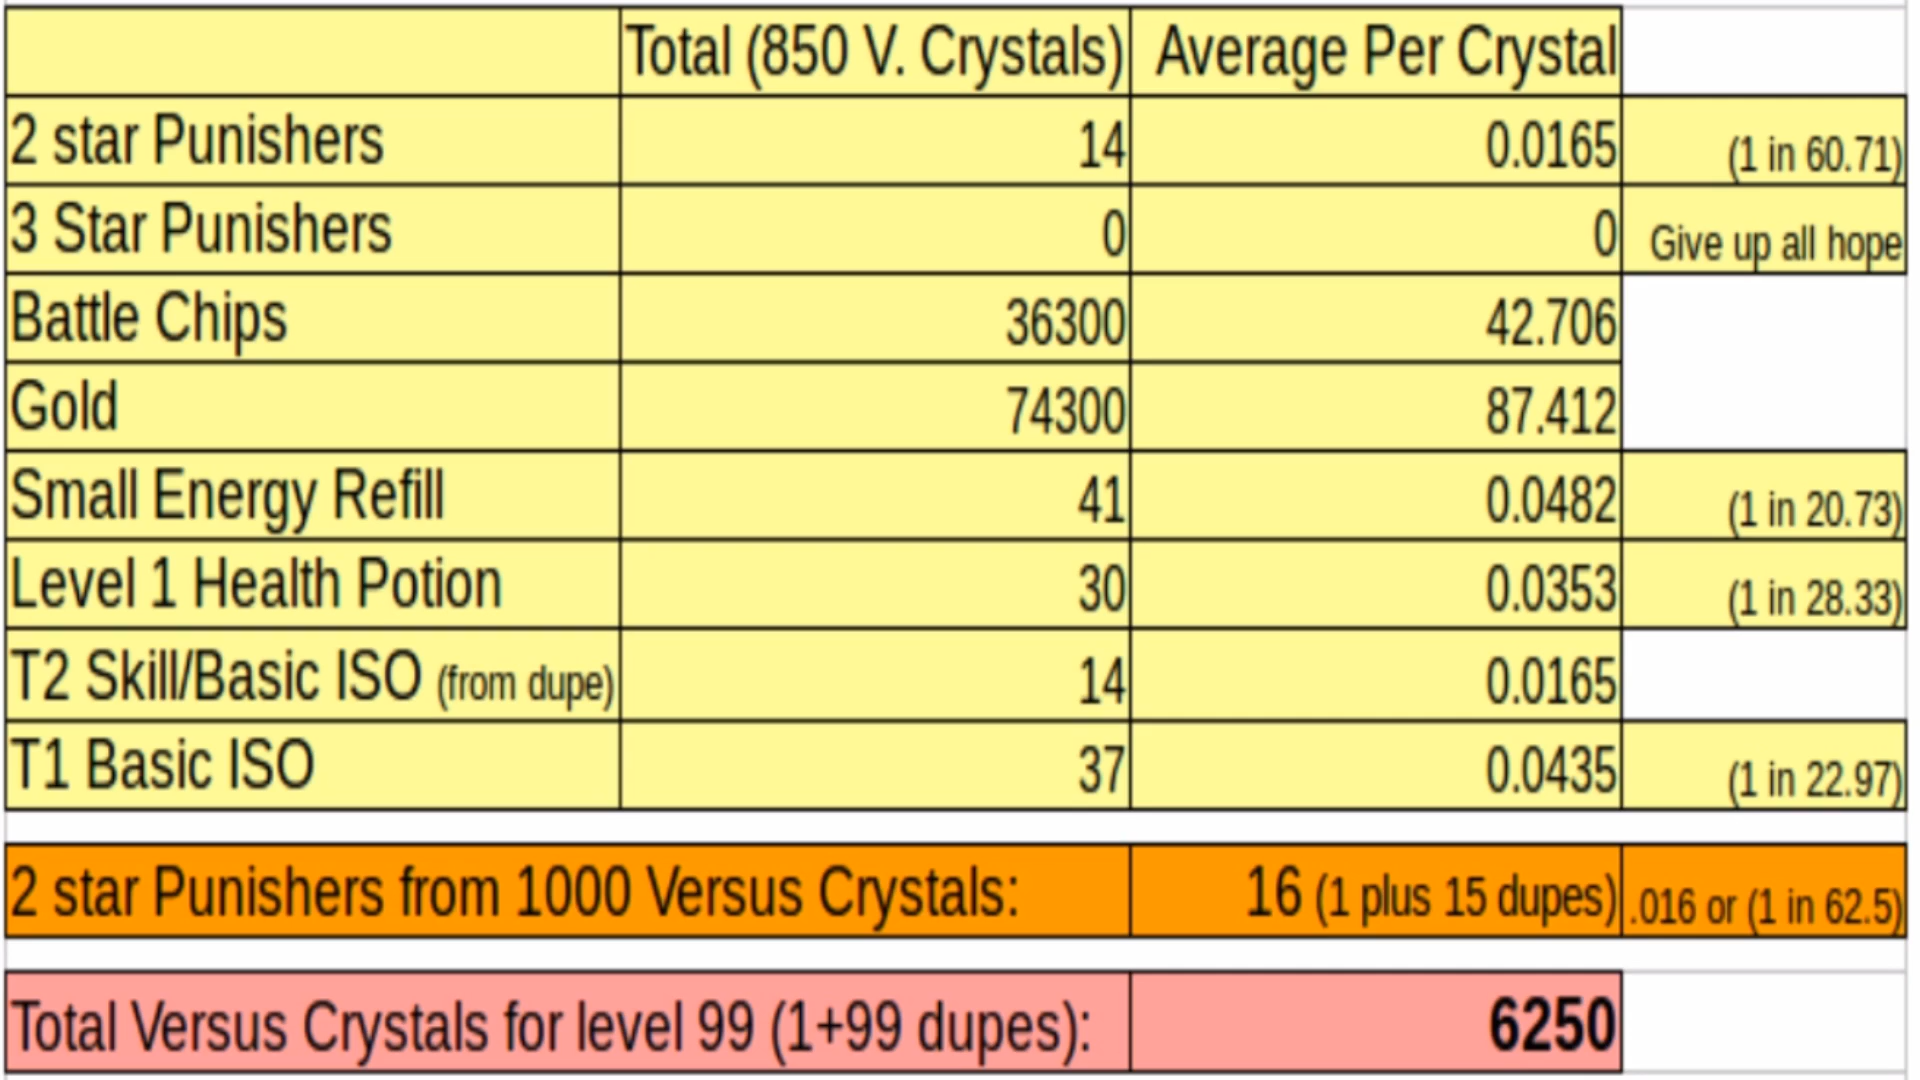 Total (850 V. Crystals) Average Per Crystal
2 star Punishers 14 0.0165 (1 in 60.71)
3 Star Punishers 0 0 Give up all hope
Battle Chips 36300 42.706
Gold 74300 87.412
Small Energy Refill 41 0.0482 (1 in 20.73)
Level 1 Health Potion 30 0.0353 (1 in 28.33)
T2 Skill/Basic ISO (from dupe) 14 0.0165
T1 Basic ISO 37 0.0435 (1 in 22.97)
2 star Punishers from 1000 Versus Crystals: 16 (1 plus 15 dupes) .016 or (1 in 62.5)
Total Versus Crystals for level 99 (1+99 dupes): 6250